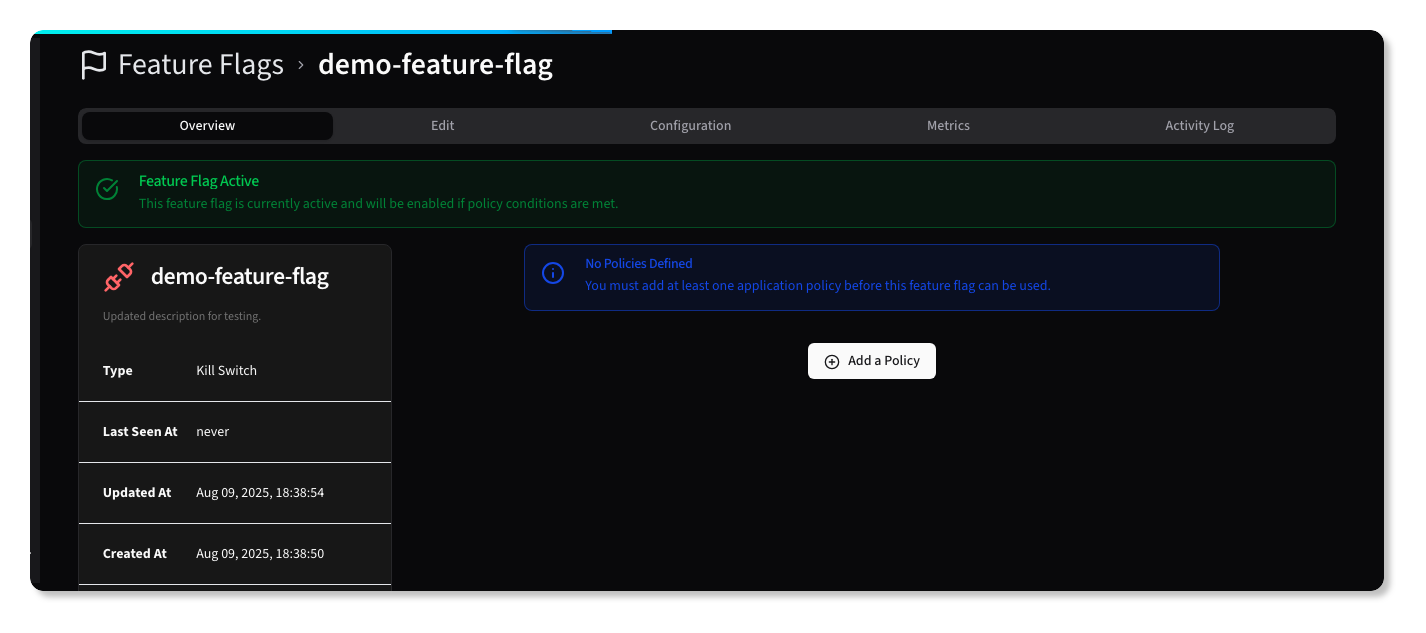 Feature Flags › demo-feature-flag
Overview Edit Configuration Metrics Activity Log
Feature Flag Active
This feature flag is currently active and will be enabled if policy conditions are met.
demo-feature-flag
Updated description for testing.
Type Kill Switch
Last Seen At never
Updated At Aug 09, 2025, 18:38:54
Created At Aug 09, 2025, 18:38:50
No Policies Defined
You must add at least one application policy before this feature flag can be used.
Add a Policy